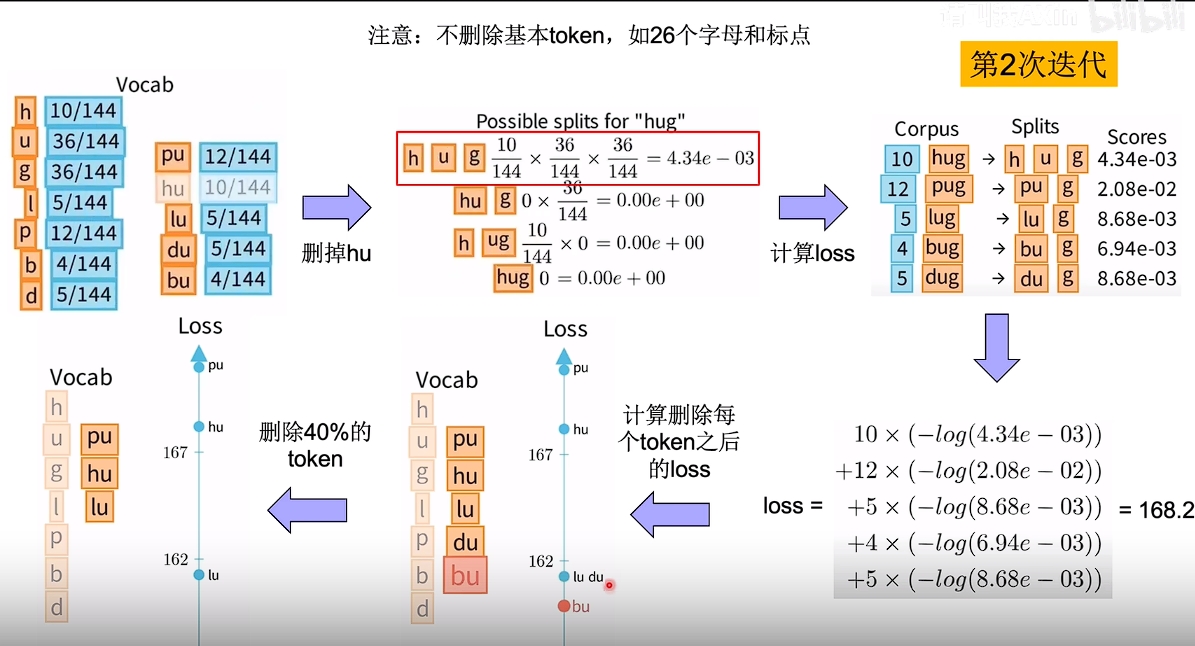 注意：不删除基本token，如26个字母和标点
bilibili
第2次迭代
Vocab
h 10/144
u 36/144
g 36/144
l 5/144
p 12/144
b 4/144
d 5/144
pu 12/144
hu 10/144
lu 5/144
du 5/144
bu 4/144
删掉hu
Possible splits for "hug"
h u g 10/144 × 36/144 × 36/144 = 4.34e − 03
hu g 0 × 36/144 = 0.00e + 00
h ug 10/144 × 0 = 0.00e + 00
hug 0 = 0.00e + 00
计算loss
Corpus Splits Scores
10 hug → h u g 4.34e-03
12 pug → pu g 2.08e-02
5 lug → lu g 8.68e-03
4 bug → bu g 6.94e-03
5 dug → du g 8.68e-03
loss =
10 × (−log(4.34e − 03))
+12 × (−log(2.08e − 02))
+5 × (−log(8.68e − 03))
+4 × (−log(6.94e − 03))
+5 × (−log(8.68e − 03))
= 168.2
计算删除每
个token之后
的loss
Loss
pu
hu
167
162
lu du
bu
Vocab
h
u
g
l
p
b
d
pu
hu
lu
du
bu
删除40%的
token
Loss
pu
hu
167
162
lu
Vocab
h
u
g
l
p
b
d
pu
hu
lu